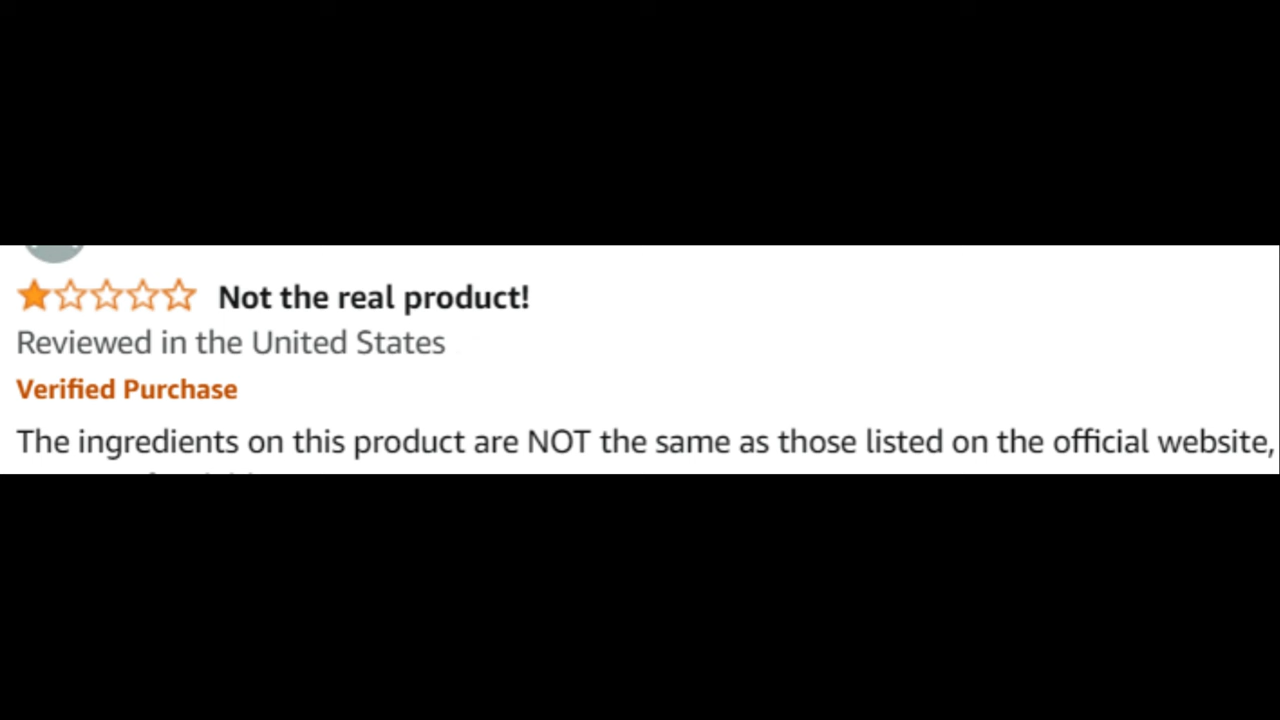 Not the real product!
Reviewed in the United States
Verified Purchase
The ingredients on this product are NOT the same as those listed on the official website,